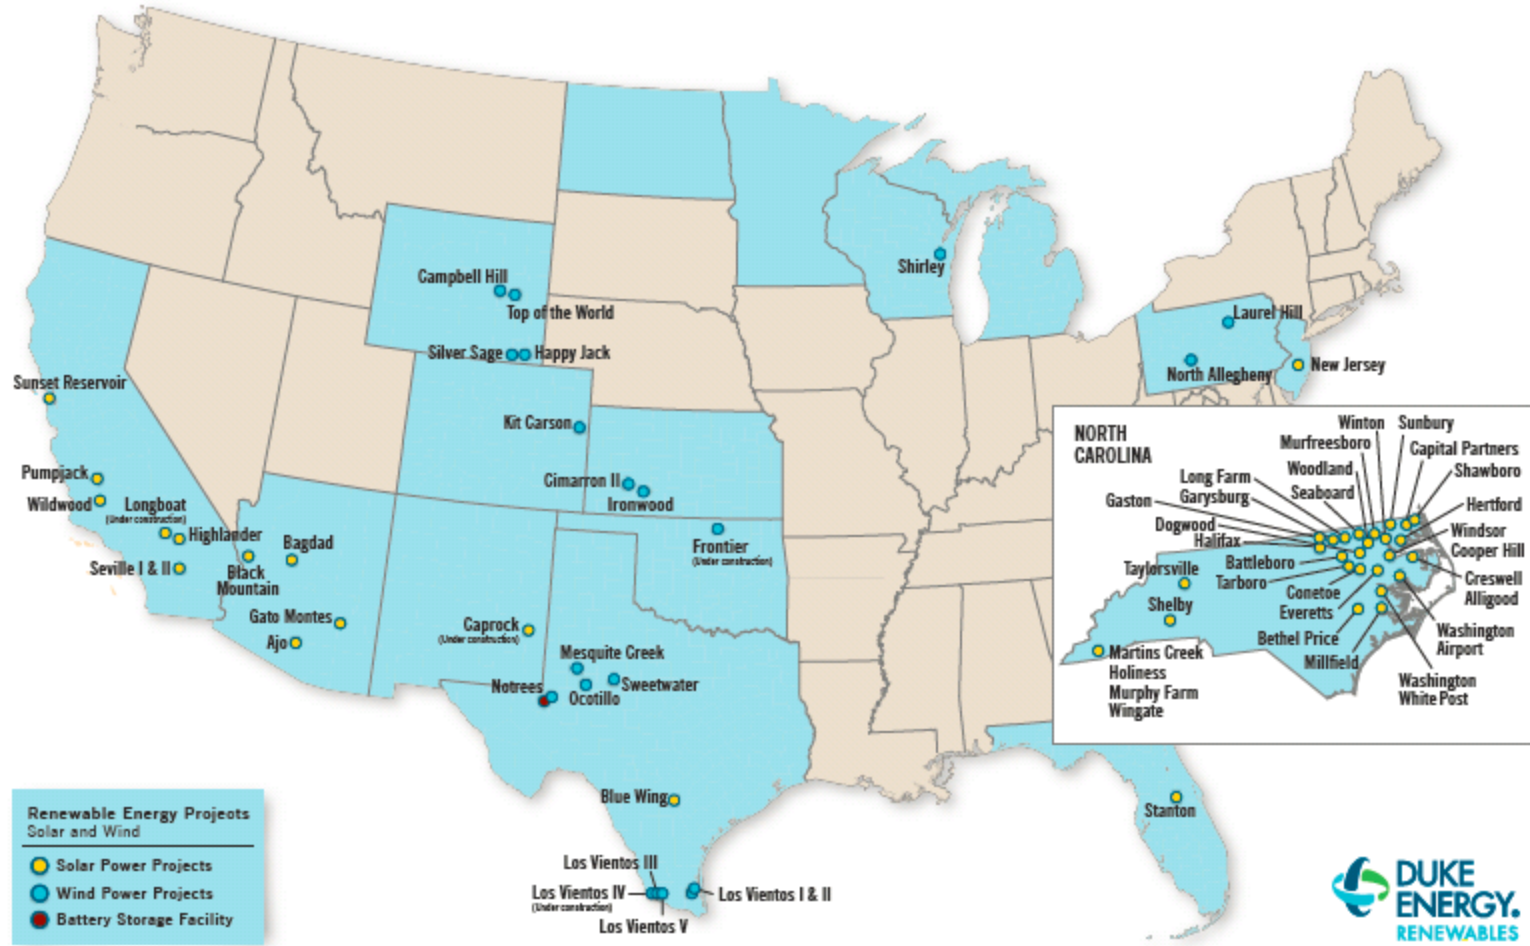 Campbell Hill
Top of the World
Silver Sage
Happy Jack
Shirley
Laurel Hill
North Allegheny
New Jersey
Sunset Reservoir
Kit Carson
Pumpjack
Wildwood
Longboat
(Under construction)
Highlander
Seville I & II
Black
Mountain
Bagdad
Gato Montes
Ajo
Cimarron II
Ironwood
Frontier
(Under construction)
Caprock
(Under construction)
Mesquite Creek
Notrees
Ocotillo
Sweetwater
Blue Wing
Los Vientos III
Los Vientos IV
(Under construction)
Los Vientos V
Los Vientos I & II
Stanton
NORTH
CAROLINA
Winton
Sunbury
Murfreesboro
Capital Partners
Woodland
Shawboro
Long Farm
Garysburg
Seaboard
Gaston
Hertford
Dogwood
Windsor
Halifax
Cooper Hill
Battleboro
Taylorsville
Tarboro
Creswell
Alligood
Conetoe
Everetts
Shelby
Bethel Price
Washington
Airport
Millfield
Martins Creek
Holiness
Murphy Farm
Wingate
Washington
White Post
Renewable Energy Projects
Solar and Wind
Solar Power Projects
Wind Power Projects
Battery Storage Facility
DUKE
ENERGY.
RENEWABLES